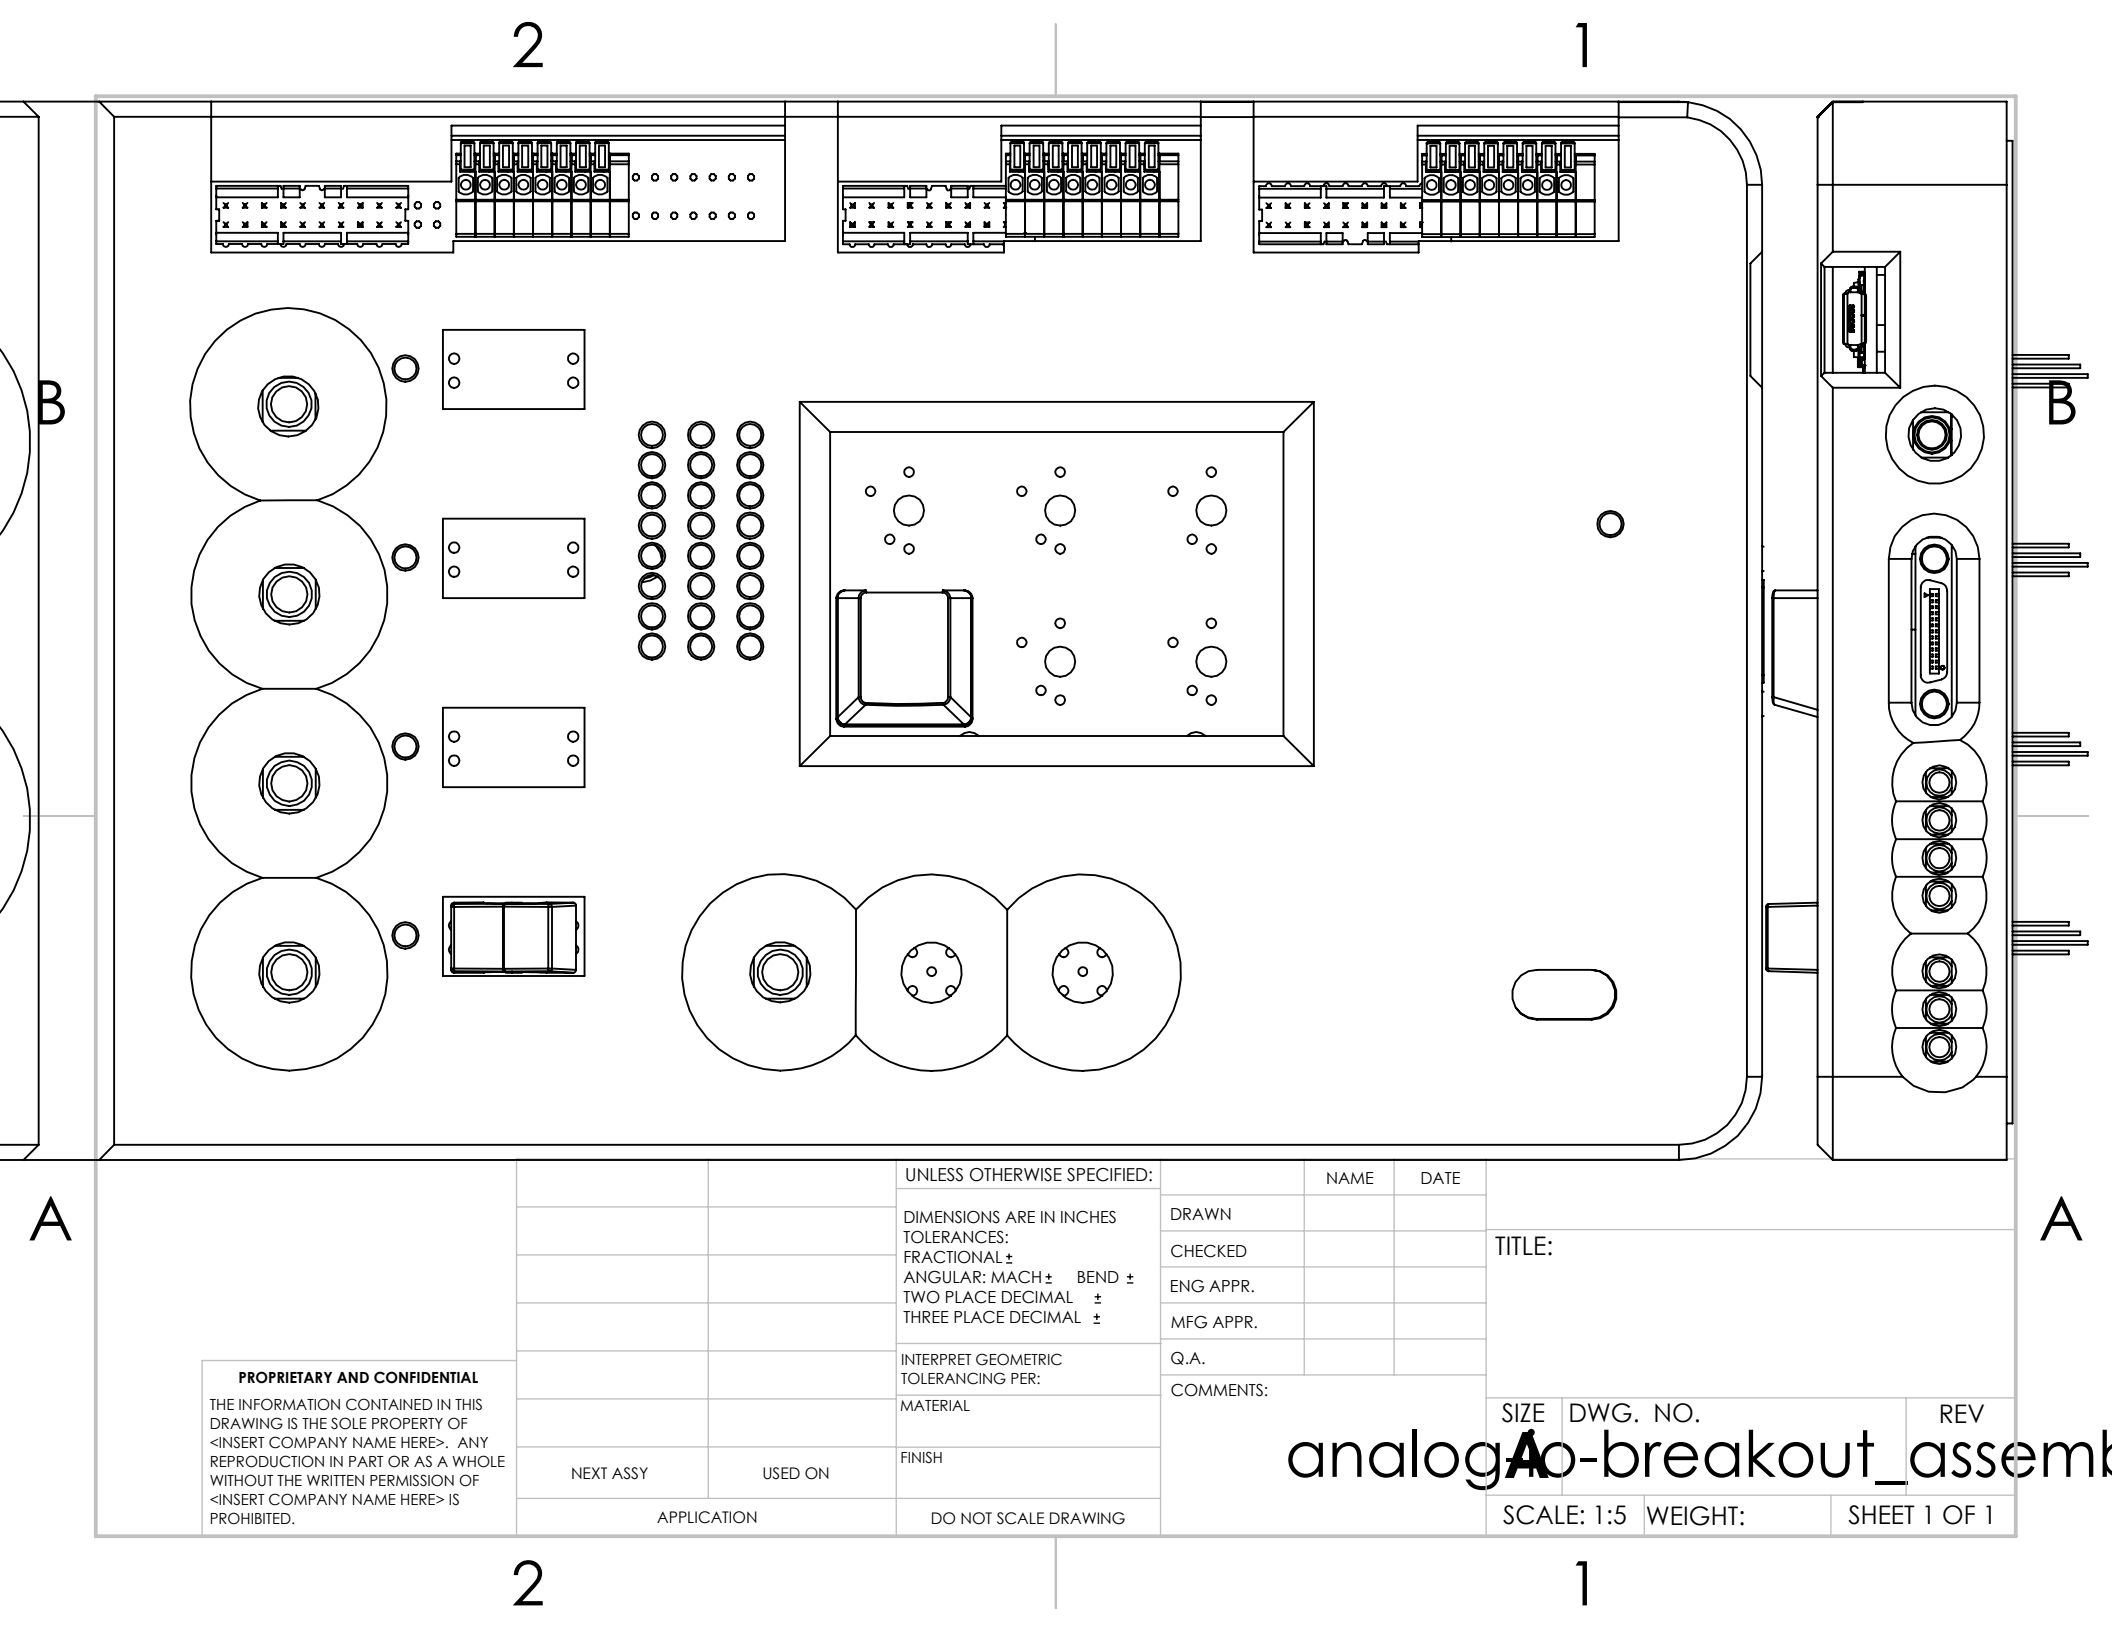 2
1
B
B
A
A
UNLESS OTHERWISE SPECIFIED:
DIMENSIONS ARE IN INCHES
TOLERANCES:
FRACTIONAL ±
ANGULAR: MACH ± BEND ±
TWO PLACE DECIMAL ±
THREE PLACE DECIMAL ±
INTERPRET GEOMETRIC
TOLERANCING PER:
MATERIAL
FINISH
DO NOT SCALE DRAWING
NAME
DATE
DRAWN
CHECKED
ENG APPR.
MFG APPR.
Q.A.
COMMENTS:
TITLE:
SIZE
A
DWG. NO.
REV
analog-io-breakout_assemb
SCALE: 1:5
WEIGHT:
SHEET 1 OF 1
PROPRIETARY AND CONFIDENTIAL
THE INFORMATION CONTAINED IN THIS
DRAWING IS THE SOLE PROPERTY OF
<INSERT COMPANY NAME HERE>. ANY
REPRODUCTION IN PART OR AS A WHOLE
WITHOUT THE WRITTEN PERMISSION OF
<INSERT COMPANY NAME HERE> IS
PROHIBITED.
NEXT ASSY
USED ON
APPLICATION
2
1